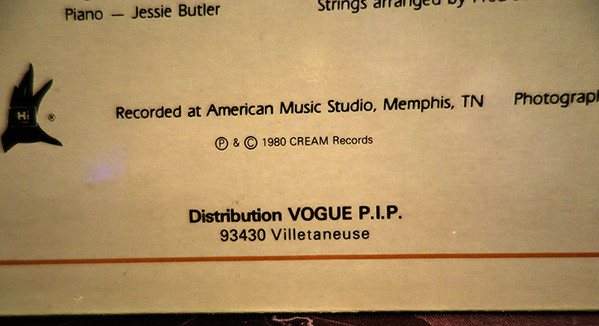 Piano — Jessie Butler
Strings arranged by
Hi ®
Recorded at American Music Studio, Memphis, TN
Photograp
Ⓟ & © 1980 CREAM Records
Distribution VOGUE P.I.P.
93430 Villetaneuse